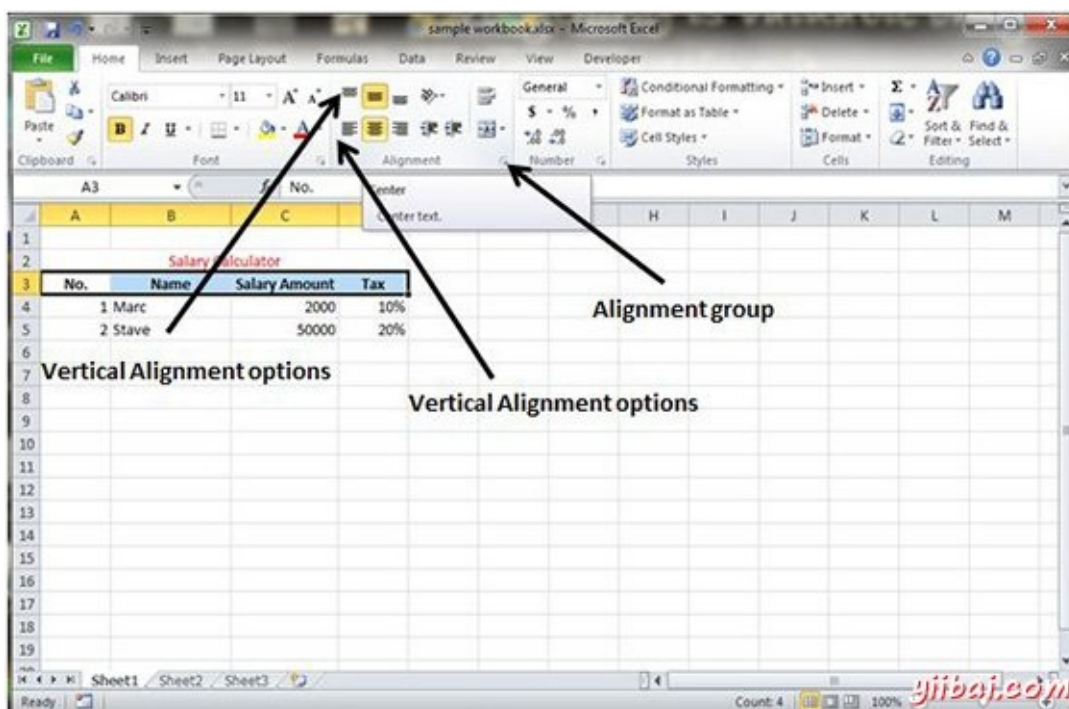 sample workbook.xlsx - Microsoft Excel
File Home Insert Page Layout Formulas Data Review View Developer
Calibri 11 General Conditional Formatting Insert
Paste B I U $ % , Format as Table Delete
Cell Styles Format Sort & Filter Find & Select
Clipboard Font Alignment Number Styles Cells Editing
A3 No.
Center
Center text.
A B C H I J K L M
1
2 Salary Calculator
3 No. Name Salary Amount Tax
4 1 Marc 2000 10%
5 2 Stave 50000 20%
Alignment group
6
7 Vertical Alignment options
8 Vertical Alignment options
9
10
11
12
13
14
15
16
17
18
19
Sheet1 Sheet2 Sheet3
Ready Count: 4 100%
yiibai.com